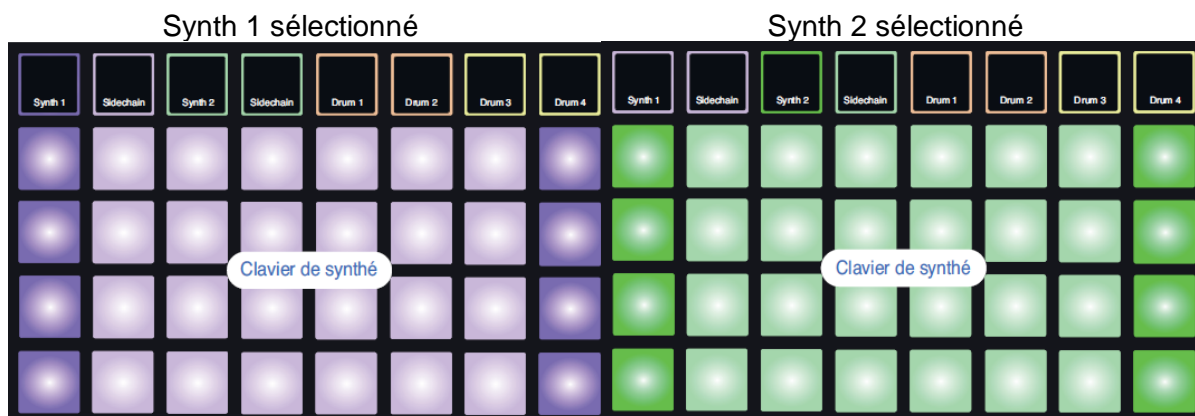 Synth 1 sélectionné
Synth 2 sélectionné
Synth 1 Sidechain Synth 2 Sidechain Drum 1 Drum 2 Drum 3 Drum 4
Synth 1 Sidechain Synth 2 Sidechain Drum 1 Drum 2 Drum 3 Drum 4
Clavier de synthé
Clavier de synthé